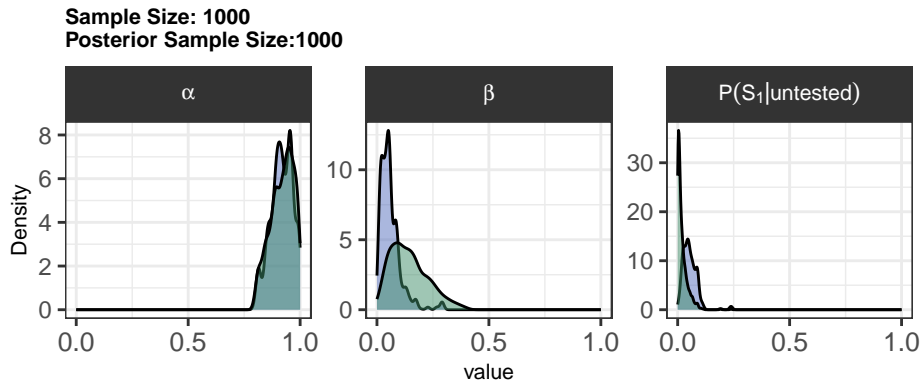 Sample Size: 1000
Posterior Sample Size:1000
α
β
P(S₁|untested)
Density
8
6
4
2
0
10
5
0
30
20
10
0
0.0 0.5 1.0
0.0 0.5 1.0
0.0 0.5 1.0
value